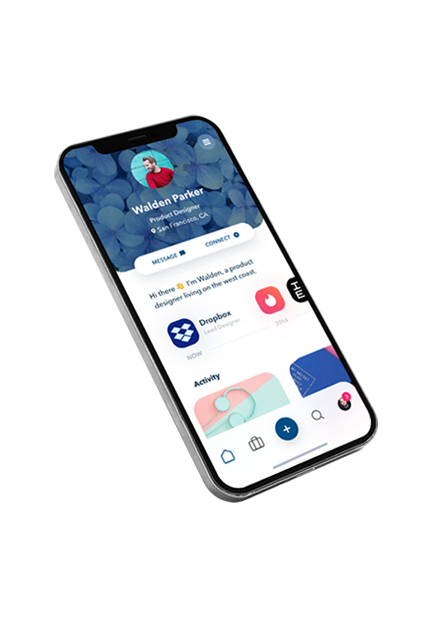 Walden Parker
Product Designer
San Francisco, CA
MESSAGE
CONNECT
Hi there 👋 I'm Walden, a product
designer living on the west coast.
Dropbox
Lead Designer
NOW
2014
Activity